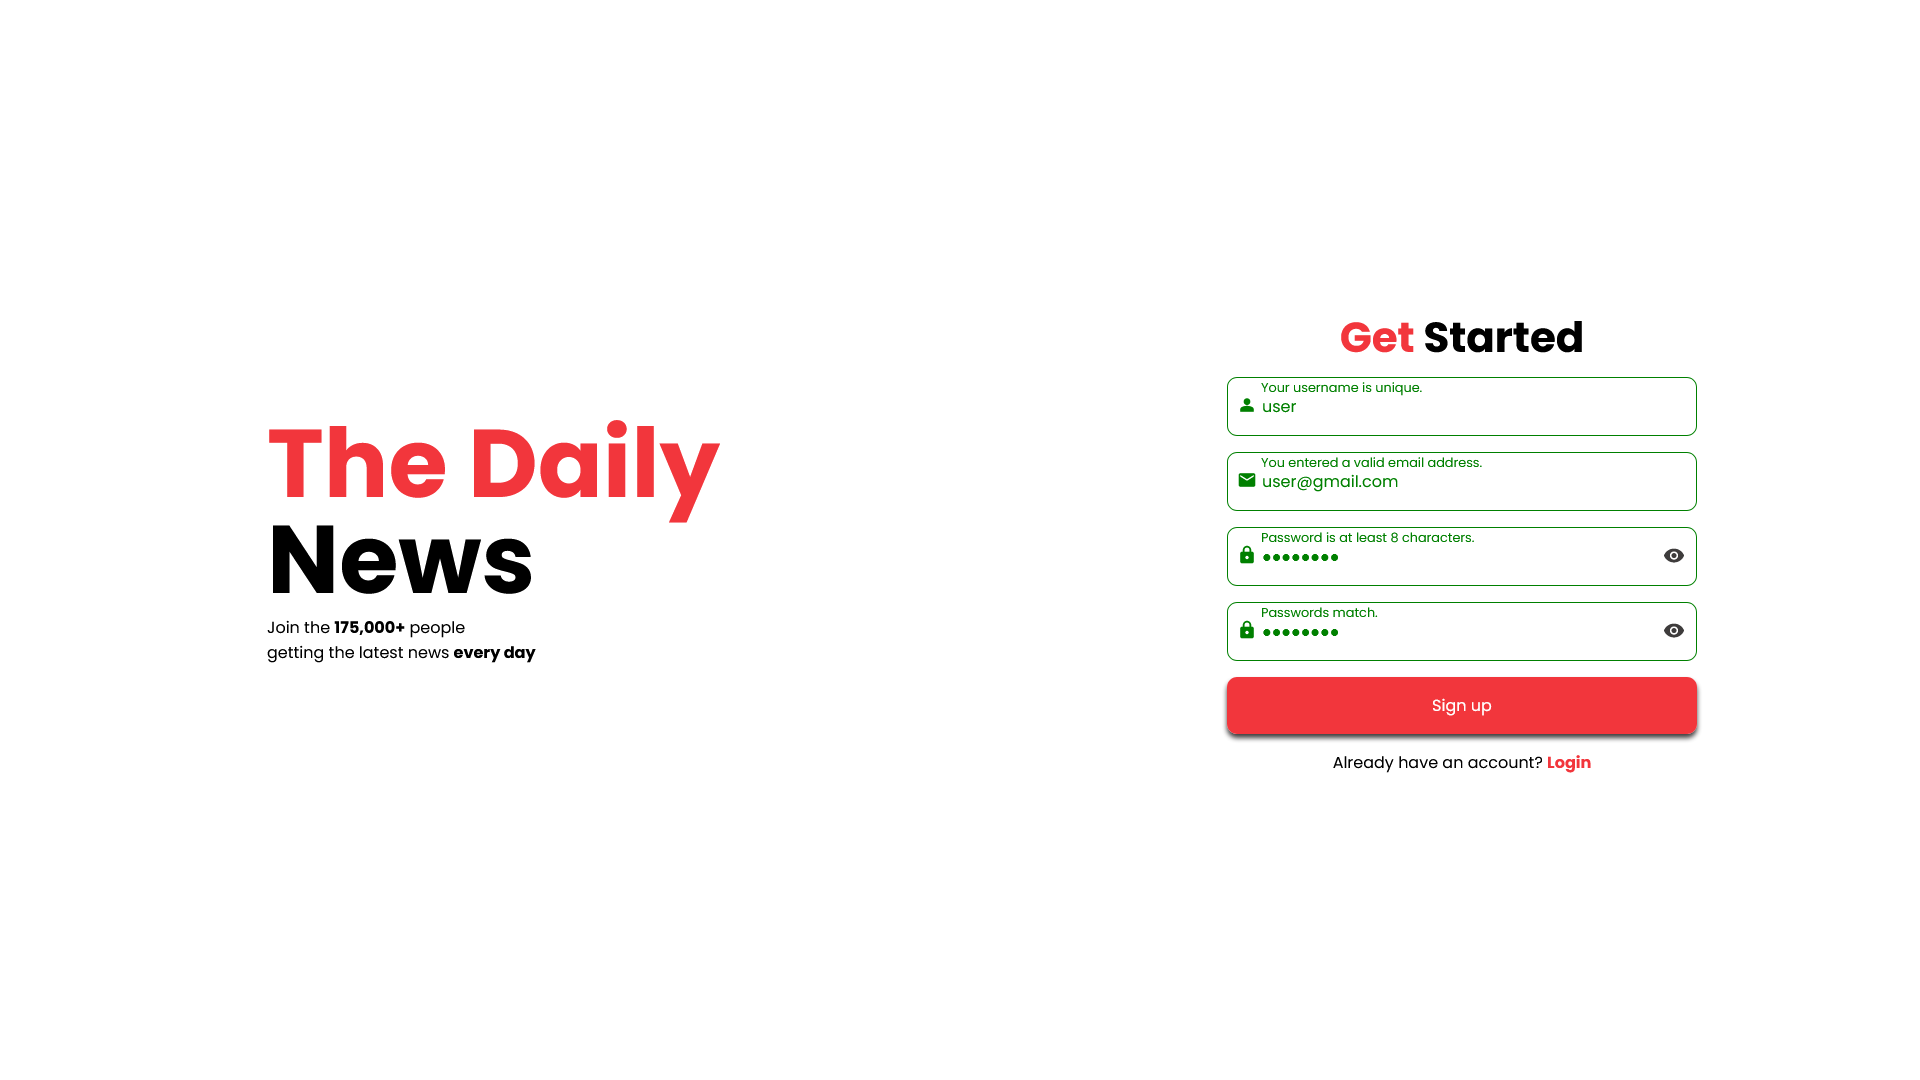 The Daily
News
Join the 175,000+ people
getting the latest news every day
Get Started
Your username is unique.
user
You entered a valid email address.
user@gmail.com
Password is at least 8 characters.
••••••••
Passwords match.
••••••••
Sign up
Already have an account? Login